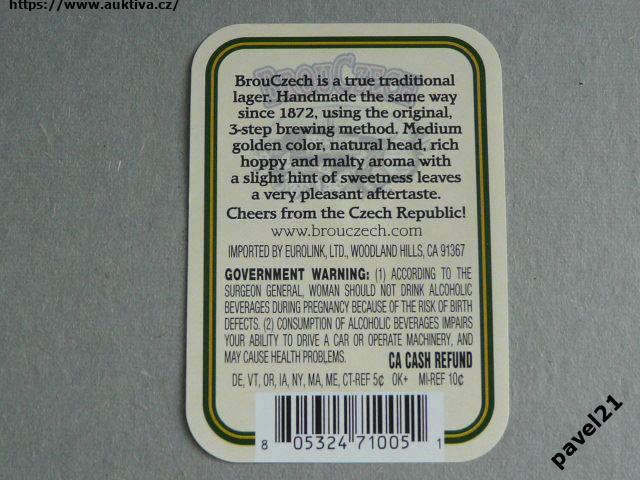 https://www.auktiva.cz/
BROUCZECH
BrouCzech is a true traditional
lager. Handmade the same way
since 1872, using the original,
3-step brewing method. Medium
golden color, natural head, rich
hoppy and malty aroma with
a slight hint of sweetness leaves
a very pleasant aftertaste.
Cheers from the Czech Republic!
www.brouczech.com
IMPORTED BY EUROLINK, LTD., WOODLAND HILLS, CA 91367
GOVERNMENT WARNING: (1) ACCORDING TO THE
SURGEON GENERAL, WOMAN SHOULD NOT DRINK ALCOHOLIC
BEVERAGES DURING PREGNANCY BECAUSE OF THE RISK OF BIRTH
DEFECTS. (2) CONSUMPTION OF ALCOHOLIC BEVERAGES IMPAIRS
YOUR ABILITY TO DRIVE A CAR OR OPERATE MACHINERY, AND
MAY CAUSE HEALTH PROBLEMS. CA CASH REFUND
DE, VT, OR, IA, NY, MA, ME, CT-REF 5¢ OK+ MI-REF 10¢
8 05324 71005 1
pavel21